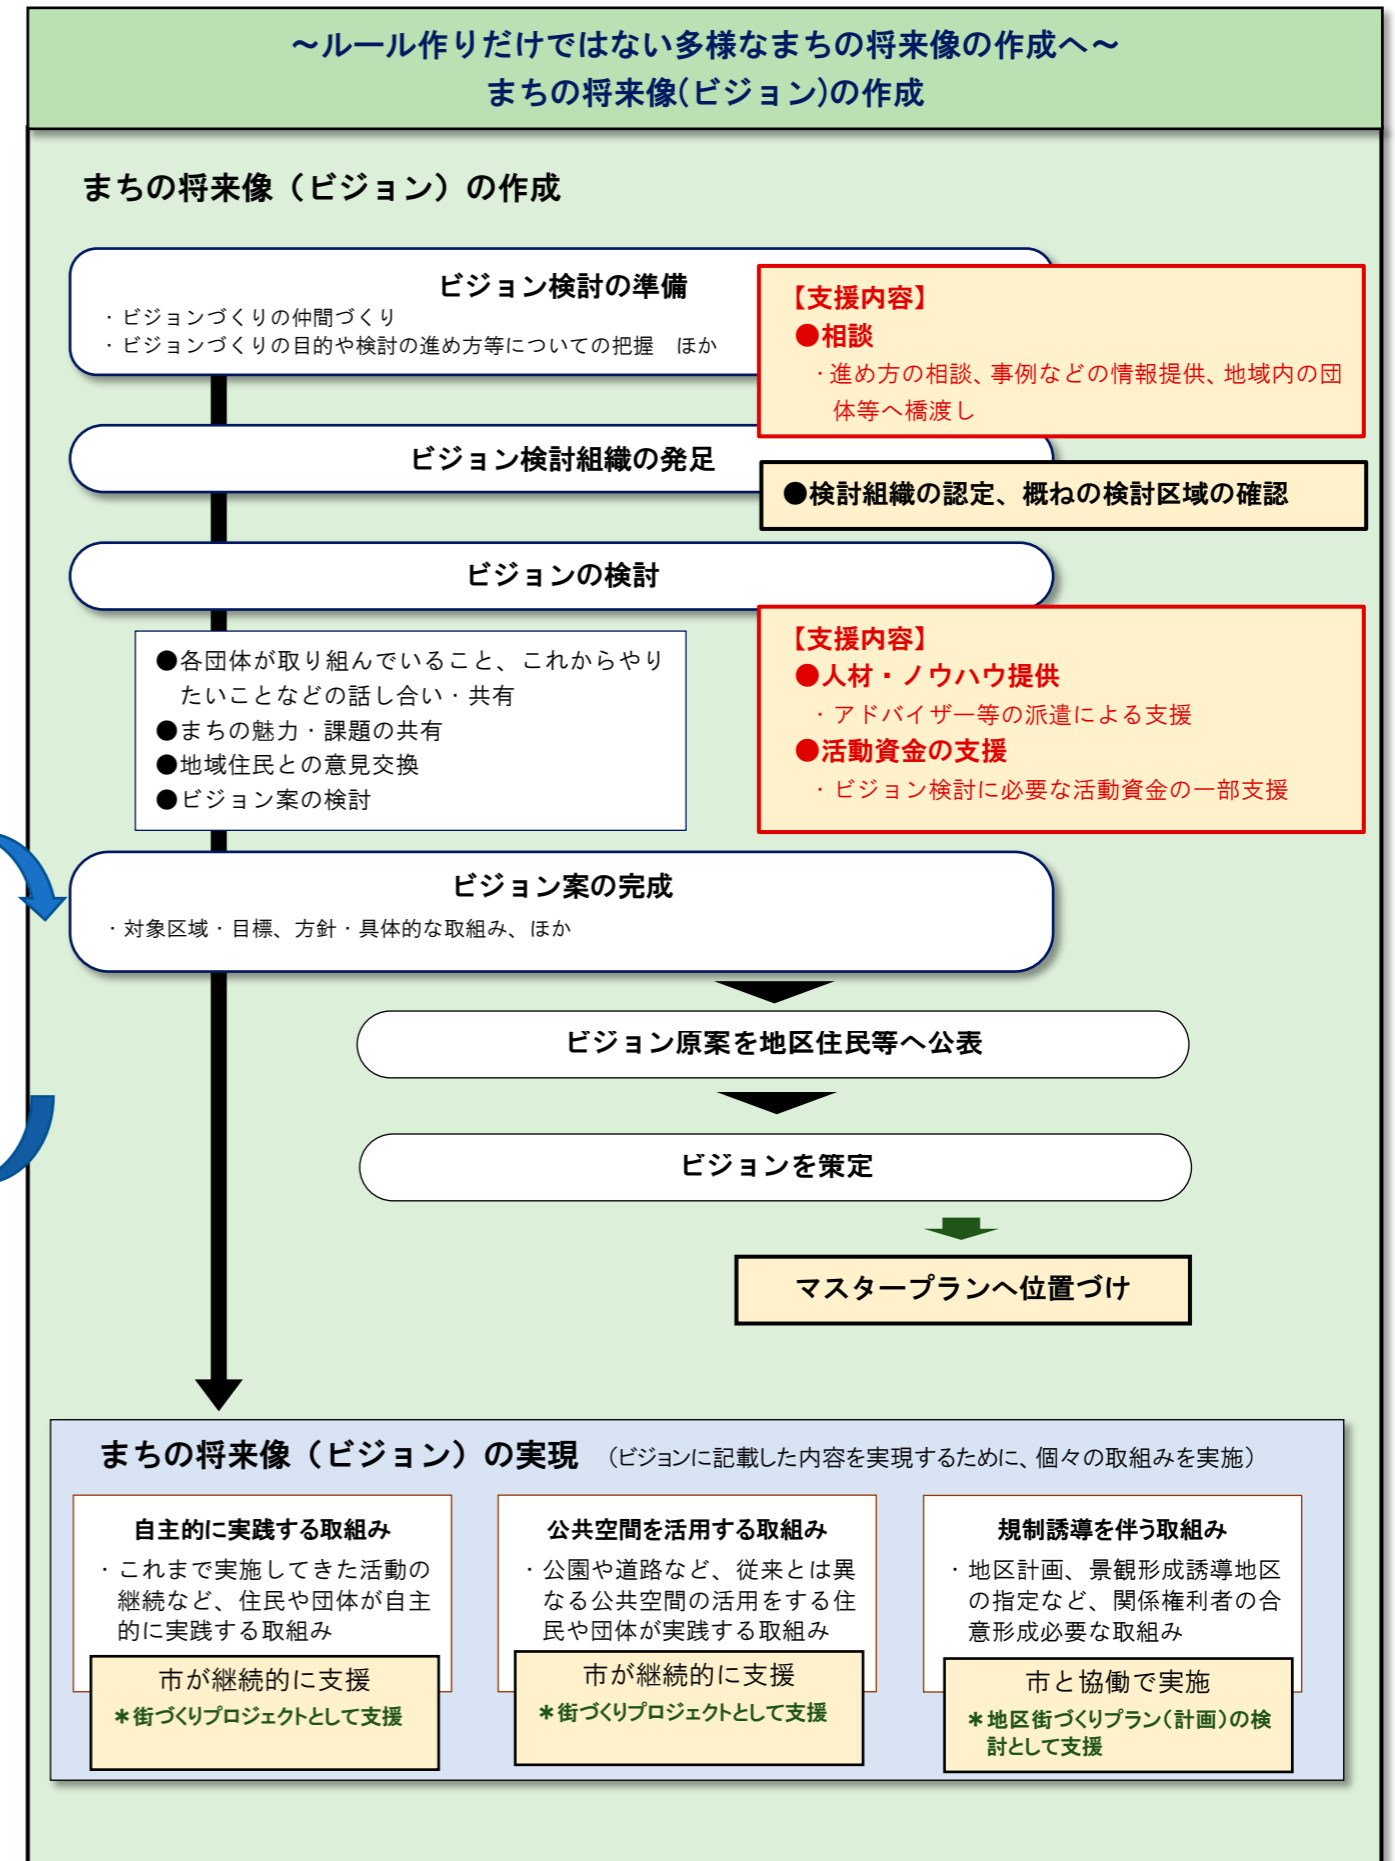 ～ルール作りだけではない多様なまちの将来像の作成へ～
まちの将来像(ビジョン)の作成
まちの将来像（ビジョン）の作成
ビジョン検討の準備
・ビジョンづくりの仲間づくり
・ビジョンづくりの目的や検討の進め方等についての把握　ほか
【支援内容】
●相談
・進め方の相談、事例などの情報提供、地域内の団
体等へ橋渡し
ビジョン検討組織の発足
●検討組織の認定、概ねの検討区域の確認
ビジョンの検討
●各団体が取り組んでいること、これからやり
たいことなどの話し合い・共有
●まちの魅力・課題の共有
●地域住民との意見交換
●ビジョン案の検討
【支援内容】
●人材・ノウハウ提供
・アドバイザー等の派遣による支援
●活動資金の支援
・ビジョン検討に必要な活動資金の一部支援
ビジョン案の完成
・対象区域・目標、方針・具体的な取組み、ほか
ビジョン原案を地区住民等へ公表
ビジョンを策定
マスタープランへ位置づけ
まちの将来像（ビジョン）の実現　（ビジョンに記載した内容を実現するために、個々の取組みを実施）
自主的に実践する取組み
・これまで実施してきた活動の
継続など、住民や団体が自主
的に実践する取組み
市が継続的に支援
＊街づくりプロジェクトとして支援
公共空間を活用する取組み
・公園や道路など、従来とは異
なる公共空間の活用をする住
民や団体が実践する取組み
市が継続的に支援
＊街づくりプロジェクトとして支援
規制誘導を伴う取組み
・地区計画、景観形成誘導地区
の指定など、関係権利者の合
意形成必要な取組み
市と協働で実施
＊地区街づくりプラン（計画）の検
討として支援